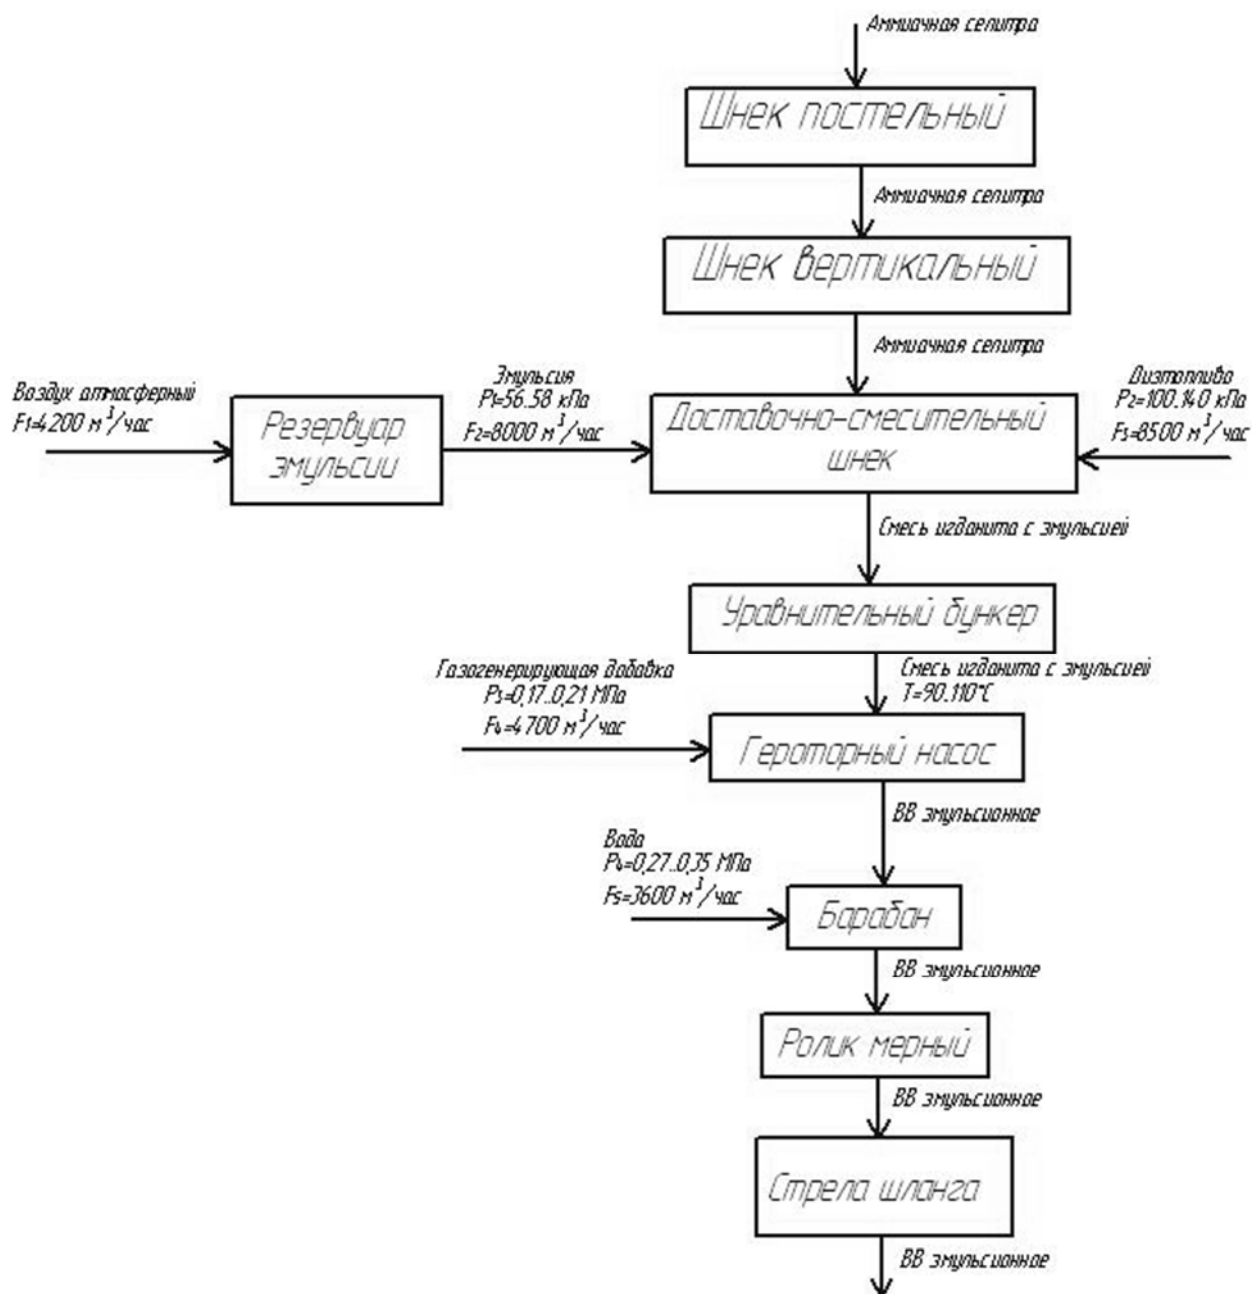 Аммиачная селитра
Шнек постельный
Аммиачная селитра
Шнек вертикальный
Аммиачная селитра
Воздух атмосферный
F1=4200 м³/час
Резервуар
эмульсии
Эмульсия
P1=56..58 кПа
F2=8000 м³/час
Доставочно-смесительный
шнек
Дизтопливо
P2=100..140 кПа
F3=8500 м³/час
Смесь игданита с эмульсией
Уравнительный бункер
Смесь игданита с эмульсией
T=90..110°C
Газогенерирующая добавка
P3=0,17..0,21 МПа
F4=4700 м³/час
Героторный насос
ВВ эмульсионное
Вода
P4=0,27..0,35 МПа
F5=3600 м³/час
Барабан
ВВ эмульсионное
Ролик мерный
ВВ эмульсионное
Стрела шланга
ВВ эмульсионное